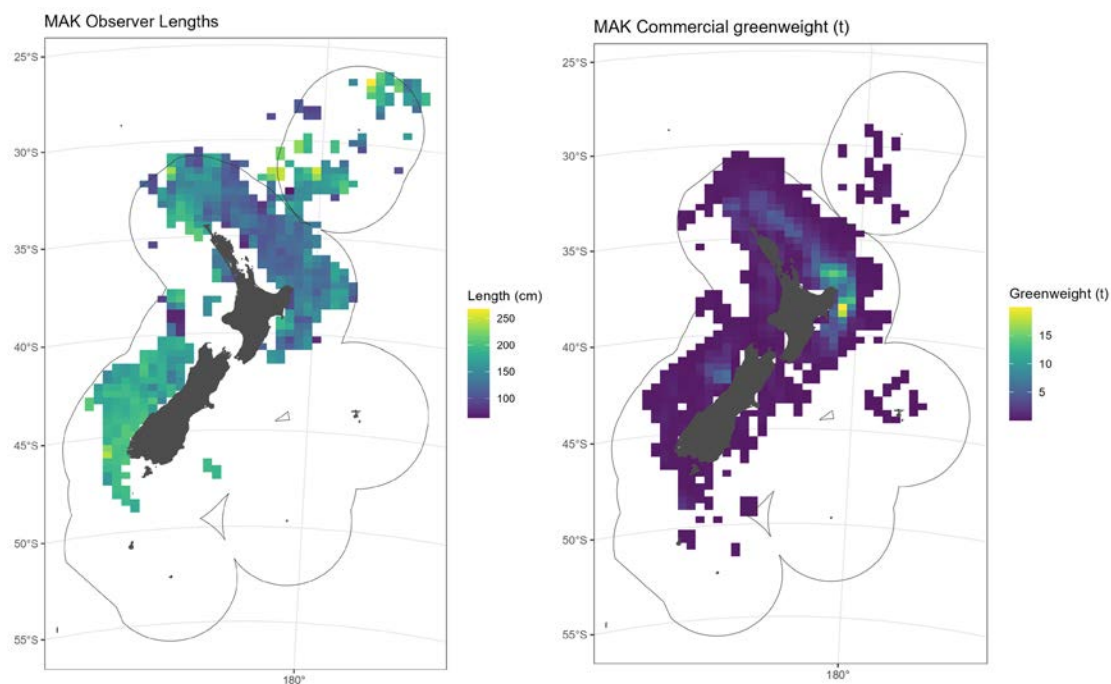 MAK Observer Lengths
25°S
30°S
35°S
40°S
45°S
50°S
55°S
180°
Length (cm)
250
200
150
100
MAK Commercial greenweight (t)
25°S
30°S
35°S
40°S
45°S
50°S
55°S
180°
Greenweight (t)
15
10
5